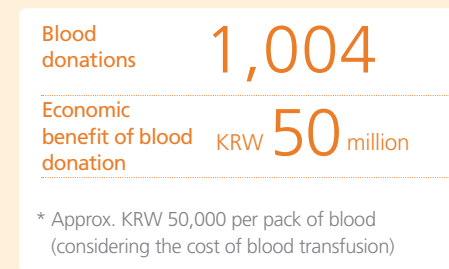 Blood
donations 1,004
Economic
benefit of blood
donation KRW 50 million
* Approx. KRW 50,000 per pack of blood
(considering the cost of blood transfusion)